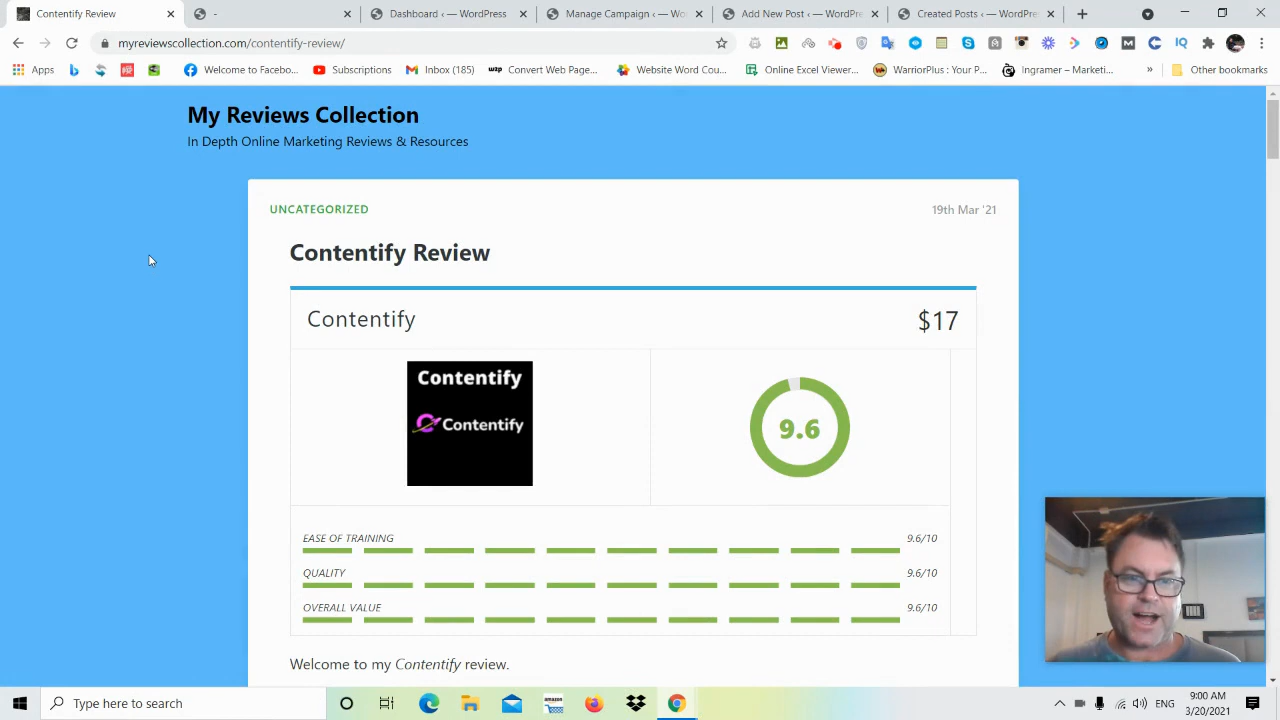 Contentify Review
-
Dashboard ‹ — WordPress
Manage Campaign ‹ — Wo
Add New Post ‹ — WordPre
Created Posts ‹ — WordPres
myreviewscollection.com/contentify-review/
Apps
Welcome to Facebo...
Subscriptions
Inbox (185)
Convert Web Page...
Website Word Cou...
Online Excel Viewer...
WarriorPlus : Your P...
Ingramer – Marketi...
Other bookmarks
My Reviews Collection
In Depth Online Marketing Reviews & Resources
UNCATEGORIZED
19th Mar '21
Contentify Review
Contentify
$17
Contentify
Contentify
9.6
EASE OF TRAINING
9.6/10
QUALITY
9.6/10
OVERALL VALUE
9.6/10
Welcome to my Contentify review.
Type here to search
amazon
ENG
9:00 AM
3/20/2021